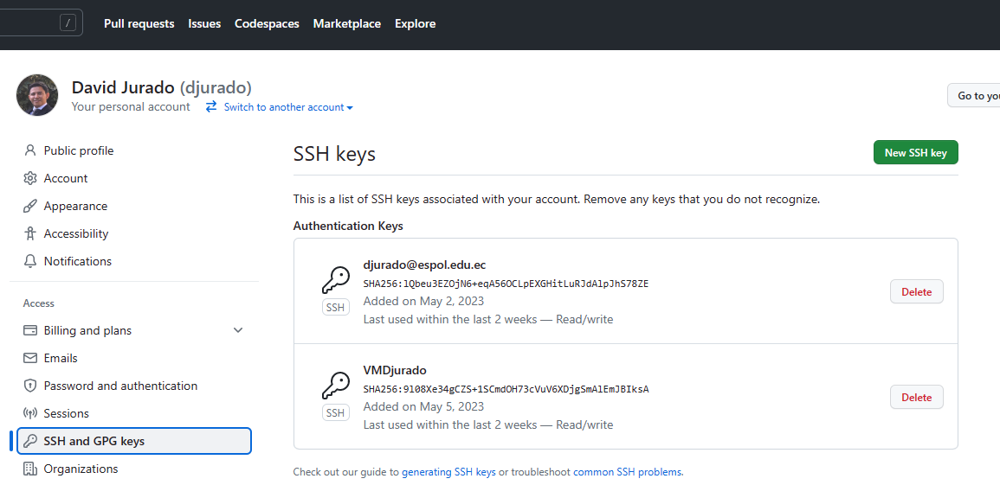 / Pull requests Issues Codespaces Marketplace Explore
David Jurado (djurado)
Your personal account Switch to another account
Go to you
Public profile
Account
Appearance
Accessibility
Notifications
Access
Billing and plans
Emails
Password and authentication
Sessions
SSH and GPG keys
Organizations
SSH keys
New SSH key
This is a list of SSH keys associated with your account. Remove any keys that you do not recognize.
Authentication Keys
djurado@espol.edu.ec
SHA256:1Qbeu3EZOjN6+eqA56OCLpEXGHitLuRJdA1pJhS78ZE
Added on May 2, 2023
SSH
Last used within the last 2 weeks — Read/write
Delete
VMDjurado
SHA256:9l08Xe34gCZS+1SCmdOH73cVuV6XDjgSmAlEmJBIksA
Added on May 5, 2023
SSH
Last used within the last 2 weeks — Read/write
Delete
Check out our guide to generating SSH keys or troubleshoot common SSH problems.